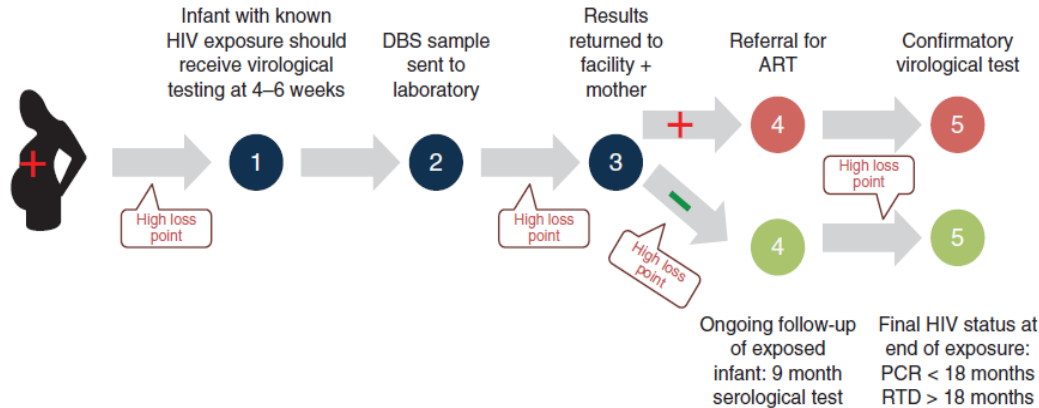 Infant with known
HIV exposure should
receive virological
testing at 4–6 weeks
DBS sample
sent to
laboratory
Results
returned to
facility +
mother
Referral for
ART
Confirmatory
virological test
+
1
2
3
+
4
5
High loss
point
High loss
point
–
High loss
point
High loss
point
4
5
Ongoing follow-up
of exposed
infant: 9 month
serological test
Final HIV status at
end of exposure:
PCR < 18 months
RTD > 18 months